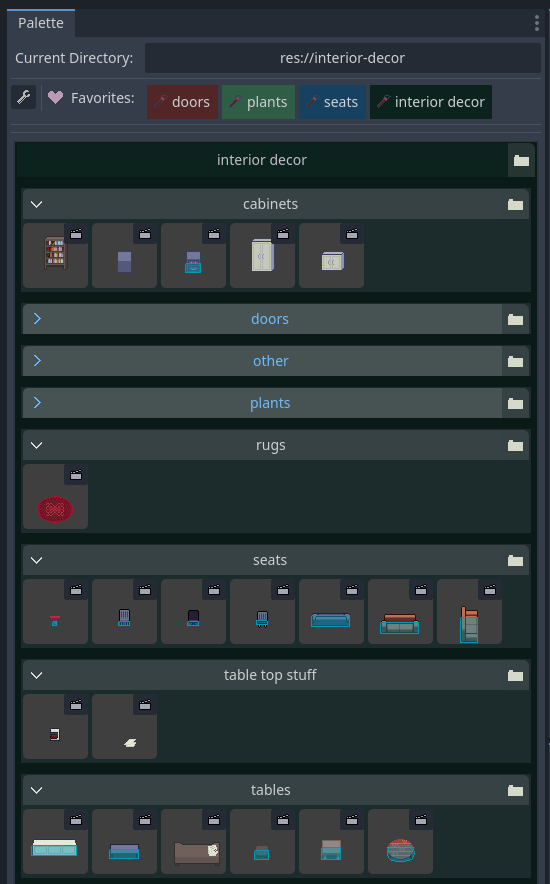 Palette
Current Directory: res://interior-decor
Favorites: doors plants seats interior decor
interior decor
cabinets
doors
other
plants
rugs
seats
table top stuff
tables